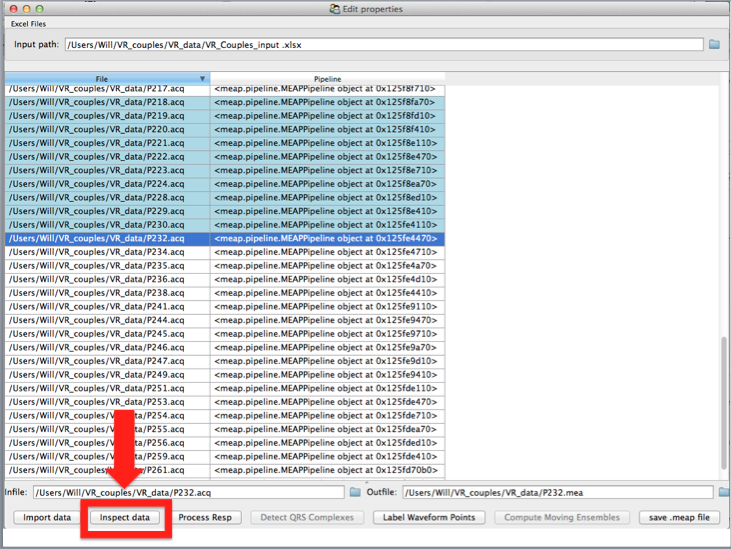 Edit properties
Excel Files
Input path: /Users/Will/VR_couples/VR_data/VR_Couples_input .xlsx
File Pipeline
/Users/Will/VR_couples/VR_data/P217.acq <meap.pipeline.MEAPPipeline object at 0x125f8f710>
/Users/Will/VR_couples/VR_data/P218.acq <meap.pipeline.MEAPPipeline object at 0x125f8fa70>
/Users/Will/VR_couples/VR_data/P219.acq <meap.pipeline.MEAPPipeline object at 0x125f8fd10>
/Users/Will/VR_couples/VR_data/P220.acq <meap.pipeline.MEAPPipeline object at 0x125f8f410>
/Users/Will/VR_couples/VR_data/P221.acq <meap.pipeline.MEAPPipeline object at 0x125f8e110>
/Users/Will/VR_couples/VR_data/P222.acq <meap.pipeline.MEAPPipeline object at 0x125f8e470>
/Users/Will/VR_couples/VR_data/P223.acq <meap.pipeline.MEAPPipeline object at 0x125f8e710>
/Users/Will/VR_couples/VR_data/P224.acq <meap.pipeline.MEAPPipeline object at 0x125f8ea70>
/Users/Will/VR_couples/VR_data/P228.acq <meap.pipeline.MEAPPipeline object at 0x125f8ed10>
/Users/Will/VR_couples/VR_data/P229.acq <meap.pipeline.MEAPPipeline object at 0x125f8e410>
/Users/Will/VR_couples/VR_data/P230.acq <meap.pipeline.MEAPPipeline object at 0x125fe4110>
/Users/Will/VR_couples/VR_data/P232.acq <meap.pipeline.MEAPPipeline object at 0x125fe4470>
/Users/Will/VR_couples/VR_data/P234.acq <meap.pipeline.MEAPPipeline object at 0x125fe4710>
/Users/Will/VR_couples/VR_data/P235.acq <meap.pipeline.MEAPPipeline object at 0x125fe4a70>
/Users/Will/VR_couples/VR_data/P236.acq <meap.pipeline.MEAPPipeline object at 0x125fe4d10>
/Users/Will/VR_couples/VR_data/P238.acq <meap.pipeline.MEAPPipeline object at 0x125fe4410>
/Users/Will/VR_couples/VR_data/P241.acq <meap.pipeline.MEAPPipeline object at 0x125fe9110>
/Users/Will/VR_couples/VR_data/P244.acq <meap.pipeline.MEAPPipeline object at 0x125fe9470>
/Users/Will/VR_couples/VR_data/P245.acq <meap.pipeline.MEAPPipeline object at 0x125fe9710>
/Users/Will/VR_couples/VR_data/P246.acq <meap.pipeline.MEAPPipeline object at 0x125fe9a70>
/Users/Will/VR_couples/VR_data/P247.acq <meap.pipeline.MEAPPipeline object at 0x125fe9d10>
/Users/Will/VR_couples/VR_data/P249.acq <meap.pipeline.MEAPPipeline object at 0x125fe9410>
/Users/Will/VR_couples/VR_data/P251.acq <meap.pipeline.MEAPPipeline object at 0x125fde110>
/Users/Will/VR_couples/VR_data/P253.acq <meap.pipeline.MEAPPipeline object at 0x125fde470>
/Users/Will/VR_couples/VR_data/P254.acq <meap.pipeline.MEAPPipeline object at 0x125fde710>
/Users/Will/VR_couples/VR_data/P255.acq <meap.pipeline.MEAPPipeline object at 0x125fdea70>
/Users/Will/VR_couples/VR_data/P256.acq <meap.pipeline.MEAPPipeline object at 0x125fded10>
/Users/Will/VR_couples/VR_data/P259.acq <meap.pipeline.MEAPPipeline object at 0x125fde410>
/Users/Will/VR_couples/VR_data/P261.acq <meap.pipeline.MEAPPipeline object at 0x125fd70b0>
Infile: /Users/Will/VR_couples/VR_data/P232.acq Outfile: /Users/Will/VR_couples/VR_data/P232.mea
Import data Inspect data Process Resp Detect QRS Complexes Label Waveform Points Compute Moving Ensembles save .meap file